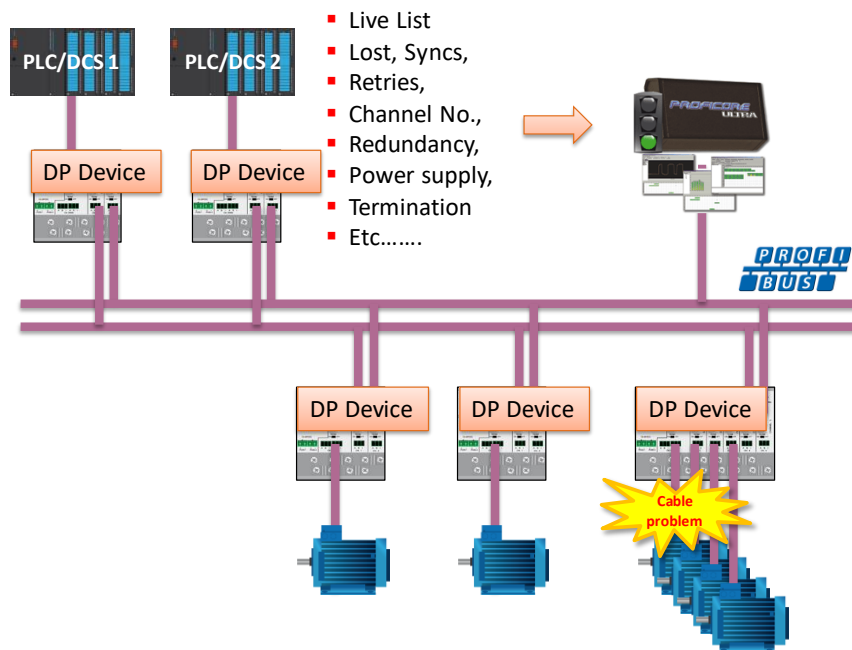 PLC/DCS 1
PLC/DCS 2
Live List
Lost, Syncs,
Retries,
Channel No.,
Redundancy,
Power supply,
Termination
Etc…….
PROFICORE
ULTRA
DP Device
DP Device
PROFI
BUS
DP Device
DP Device
DP Device
Cable
problem